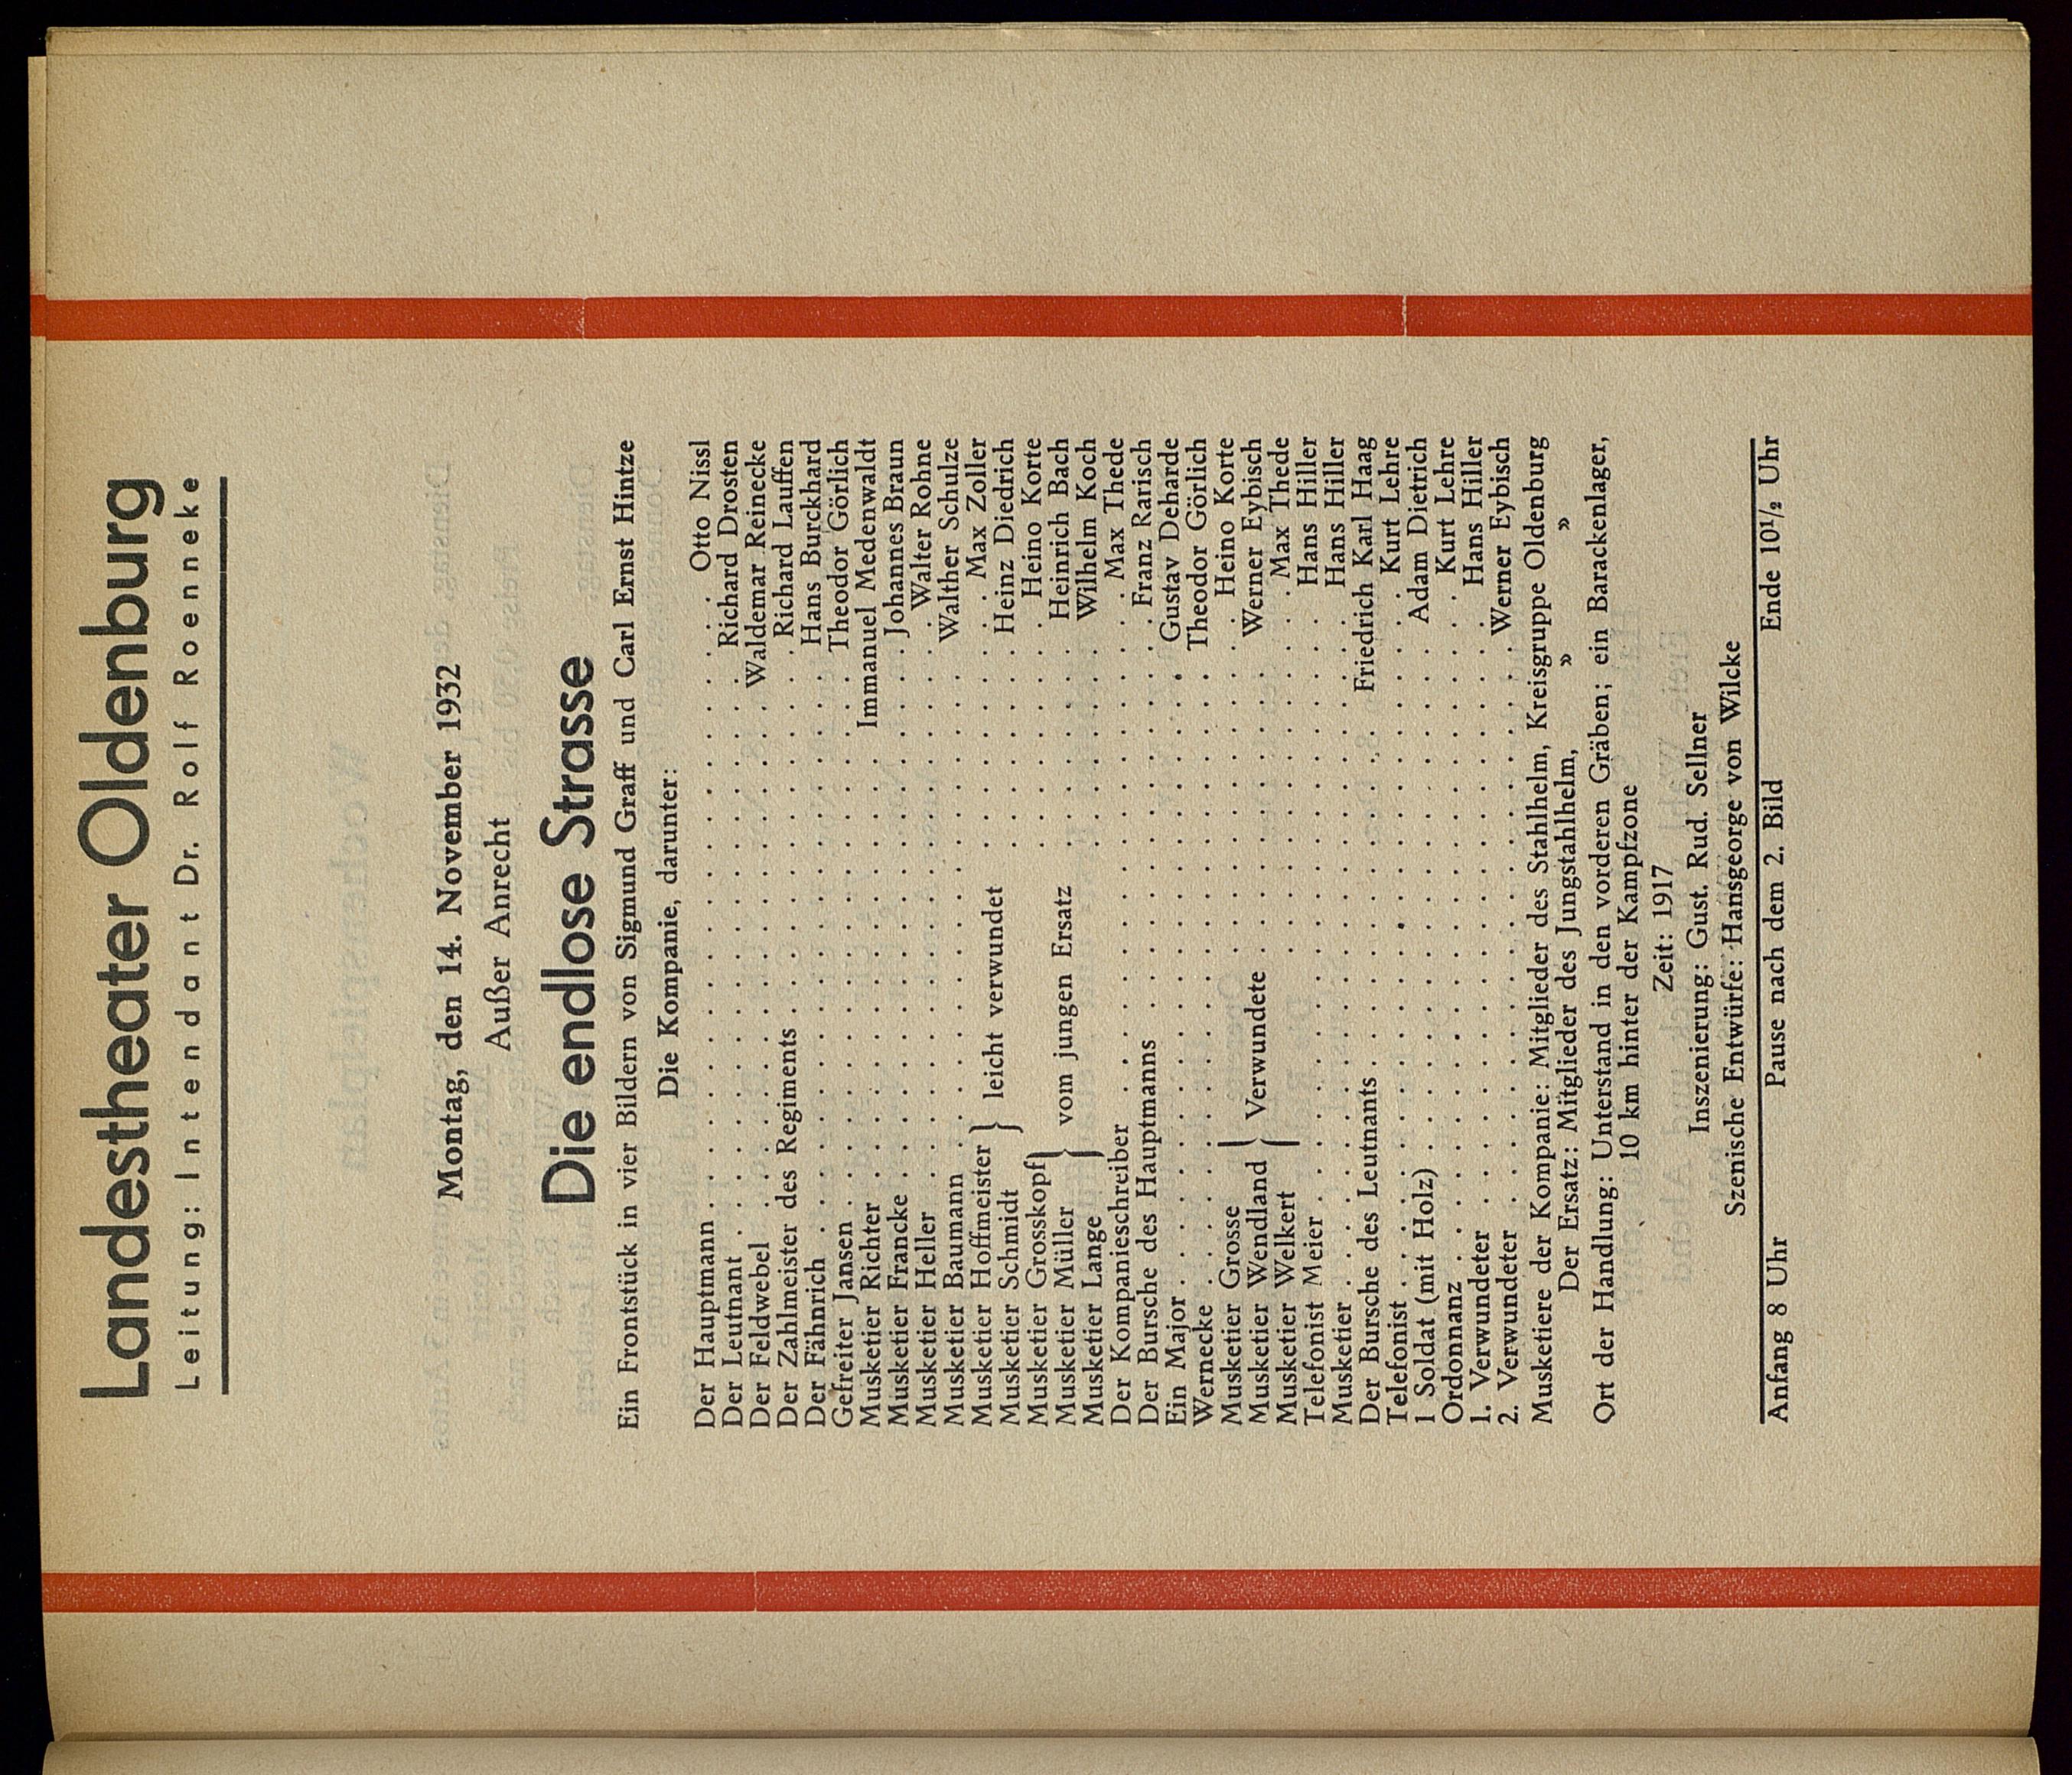 Landestheater Oldenburg
Leitung: Intendant Dr. Rolf Roenneke
Montag, den 14. November 1932
Außer Anrecht
Die endlose Strasse
Ein Frontstück in vier Bildern von Sigmund Graff und Carl Ernst Hintze
Die Kompanie, darunter:
Der Hauptmann . . . . . . . . . . . . . . . . . . . . Otto Nissl
Der Leutnant . . . . . . . . . . . . . . . . . . . . Richard Drosten
Der Feldwebel . . . . . . . . . . . . . . . . . . Waldemar Reinecke
Der Zahlmeister des Regiments . . . . . . . . . . . . . Richard Lauffen
Der Fähnrich . . . . . . . . . . . . . . . . . . . Hans Burckhard
Gefreiter Jansen . . . . . . . . . . . . . . . . . . Theodor Görlich
Musketier Richter . . . . . . . . . . . . . . . Immanuel Medenwaldt
Musketier Francke . . . . . . . . . . . . . . . . . Johannes Braun
Musketier Heller . . . . . . . . . . . . . . . . . . Walter Rohne
Musketier Baumann . . . . . . . . . . . . . . . . . Walther Schulze
Musketier Hoffmeister } leicht verwundet . . . . . . . . . Max Zoller
Musketier Schmidt } . . . . . . . . Heinz Diedrich
Musketier Grosskopf } . . . . . . . . Heino Korte
Musketier Müller } vom jungen Ersatz . . . . . . . . Heinrich Bach
Musketier Lange } . . . . . . . . Wilhelm Koch
Der Kompanieschreiber . . . . . . . . . . . . . . . . . Max Thede
Der Bursche des Hauptmanns . . . . . . . . . . . . . . Franz Rarisch
Ein Major . . . . . . . . . . . . . . . . . . . . Gustav Deharde
Wernecke . . . . . . . . . . . . . . . . . . . . Theodor Görlich
Musketier Grosse } . . . . . . . . . . . . Heino Korte
Musketier Wendland } Verwundete . . . . . . . . . . . Werner Eybisch
Musketier Welkert } . . . . . . . . . . . . Max Thede
Telefonist Meier . . . . . . . . . . . . . . . . . . . Hans Hiller
Musketier . . . . . . . . . . . . . . . . . . . . . Hans Hiller
Der Bursche des Leutnants . . . . . . . . . . . . . Friedrich Karl Haag
Telefonist . . . . . . . . . . . . . . . . . . . . . Kurt Lehre
1 Soldat (mit Holz) . . . . . . . . . . . . . . . . . Adam Dietrich
Ordonnanz . . . . . . . . . . . . . . . . . . . . . Kurt Lehre
1. Verwundeter . . . . . . . . . . . . . . . . . . . Hans Hiller
2. Verwundeter . . . . . . . . . . . . . . . . . . Werner Eybisch
Musketiere der Kompanie: Mitglieder des Stahlhelm, Kreisgruppe Oldenburg
Der Ersatz: Mitglieder des Jungstahlhelm, » »
Ort der Handlung: Unterstand in den vorderen Gräben; ein Barackenlager,
10 km hinter der Kampfzone
Zeit: 1917
Inszenierung: Gust. Rud. Sellner
Szenische Entwürfe: Hansgeorge von Wilcke
Anfang 8 Uhr Pause nach dem 2. Bild Ende 10½ Uhr